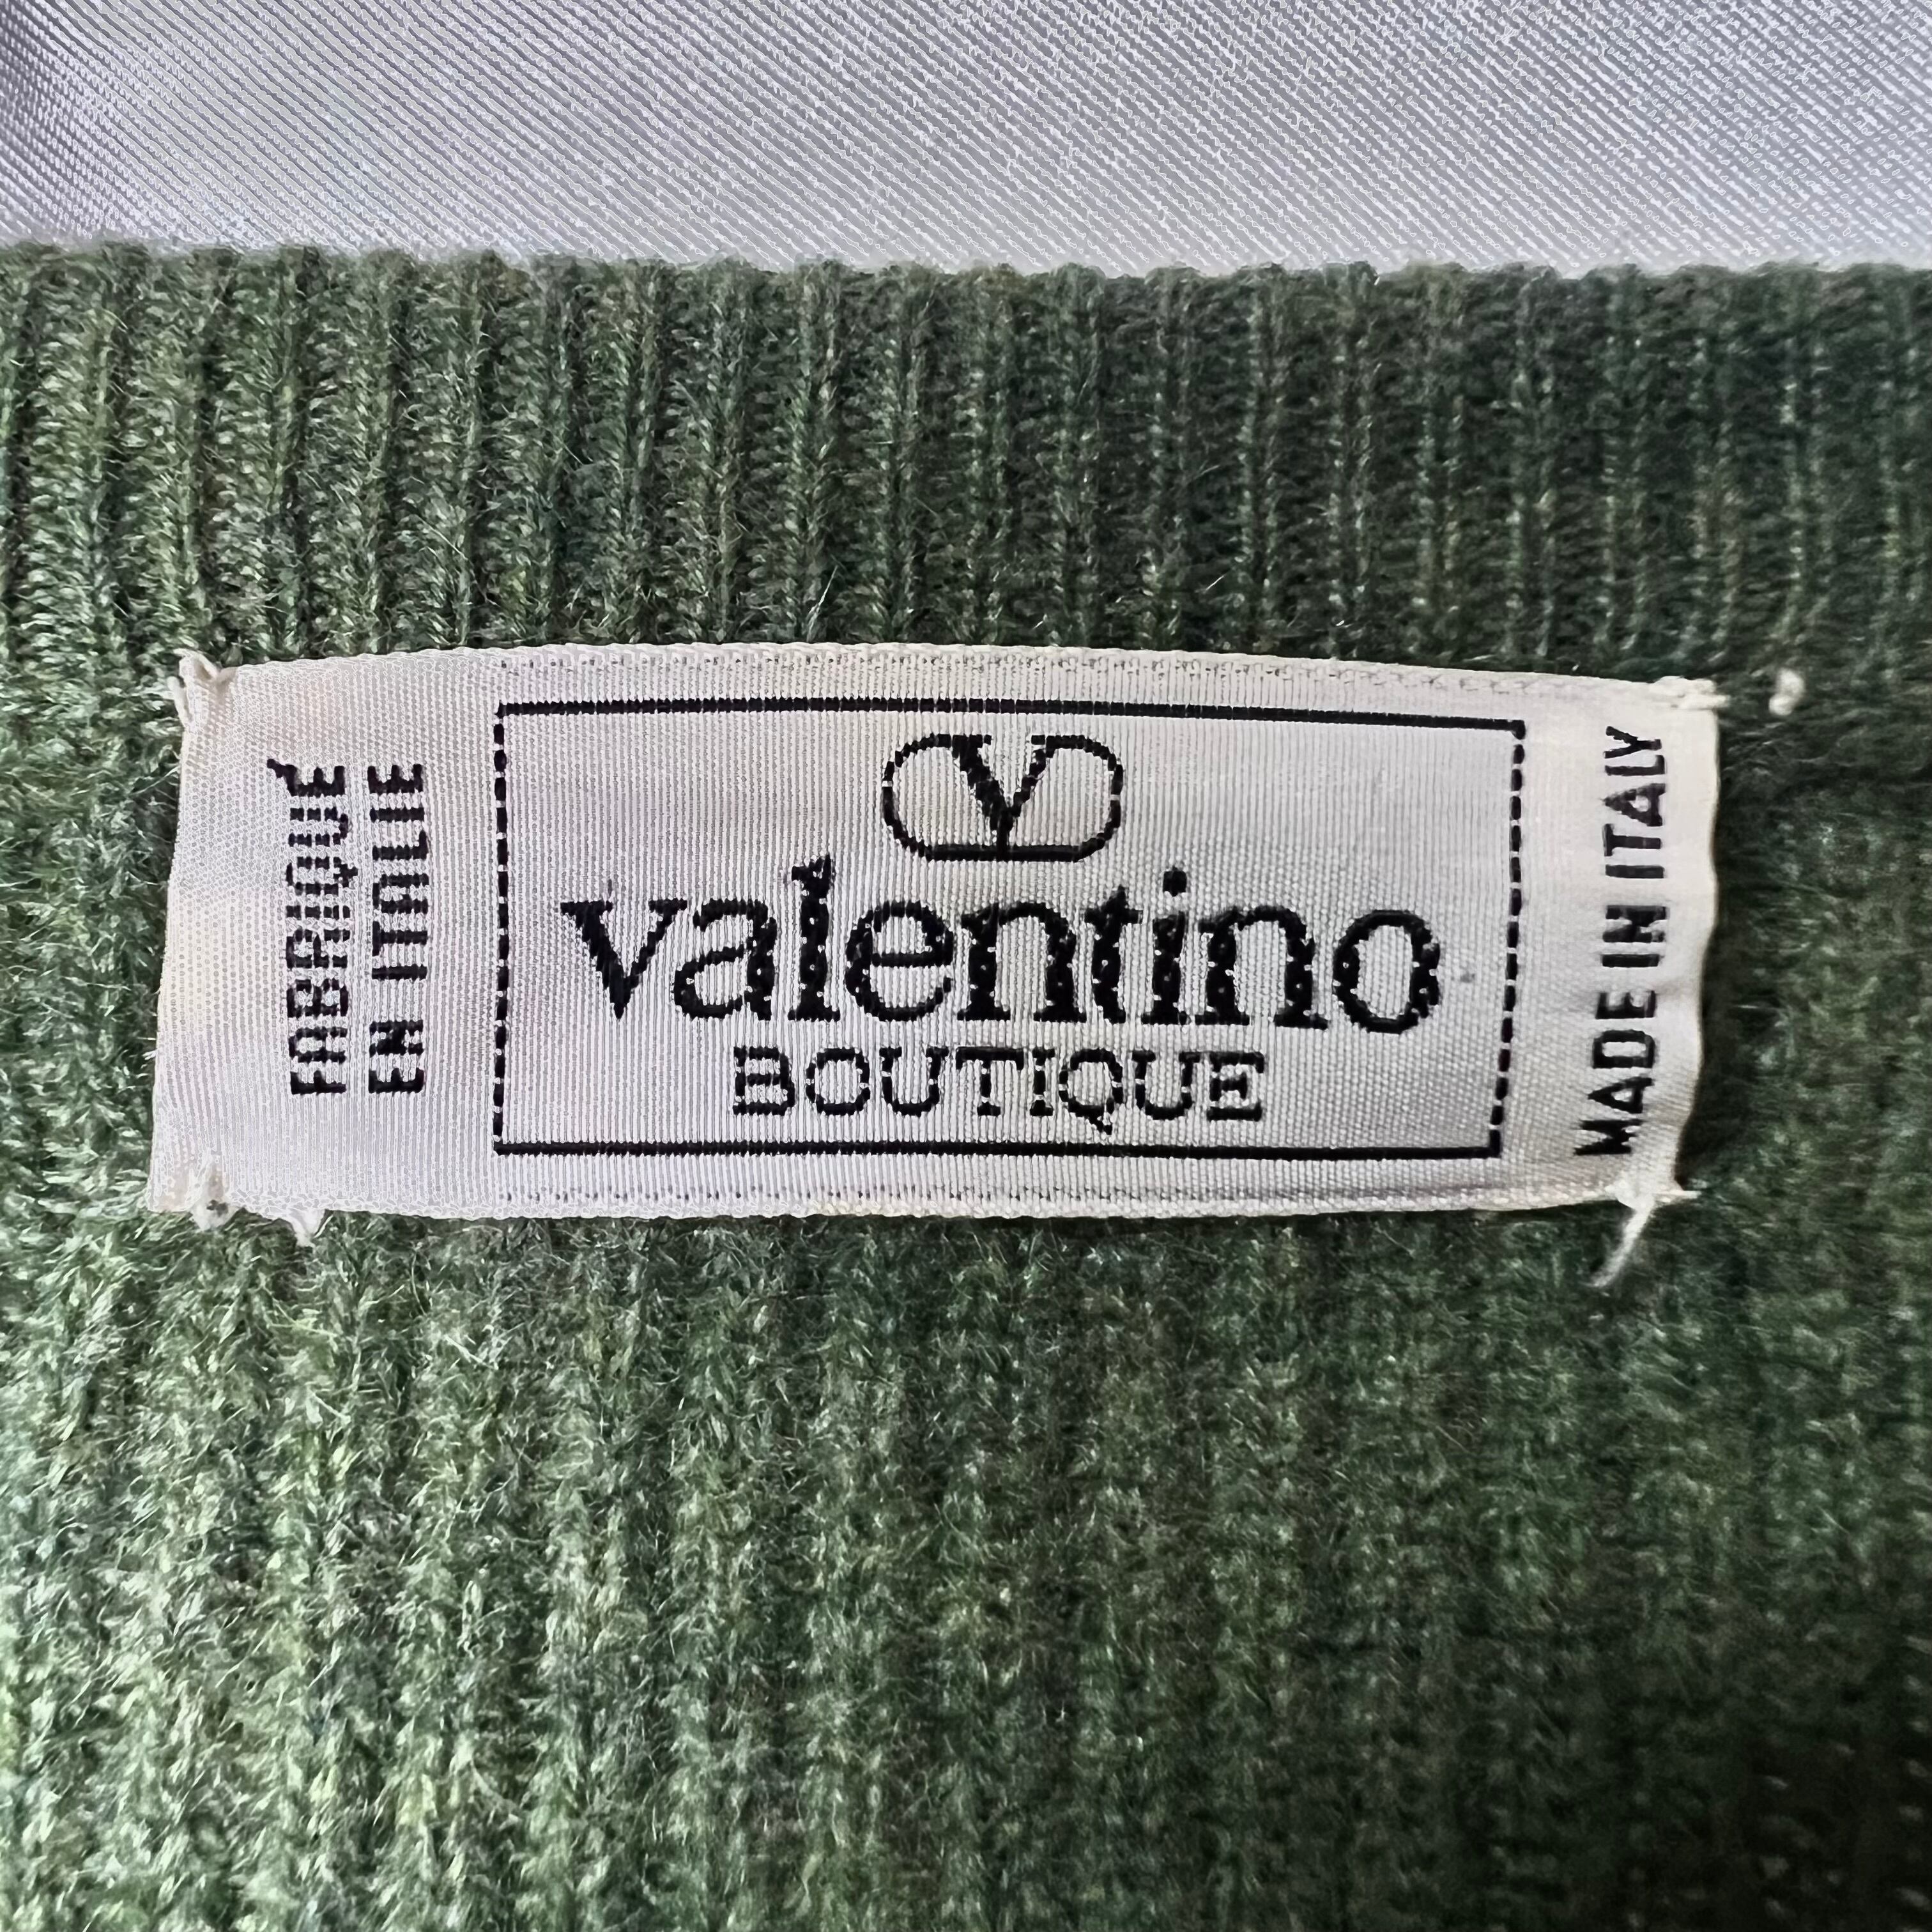 FABRIQUÉ
EN ITALIE
V
valentino
BOUTIQUE
MADE IN ITALY